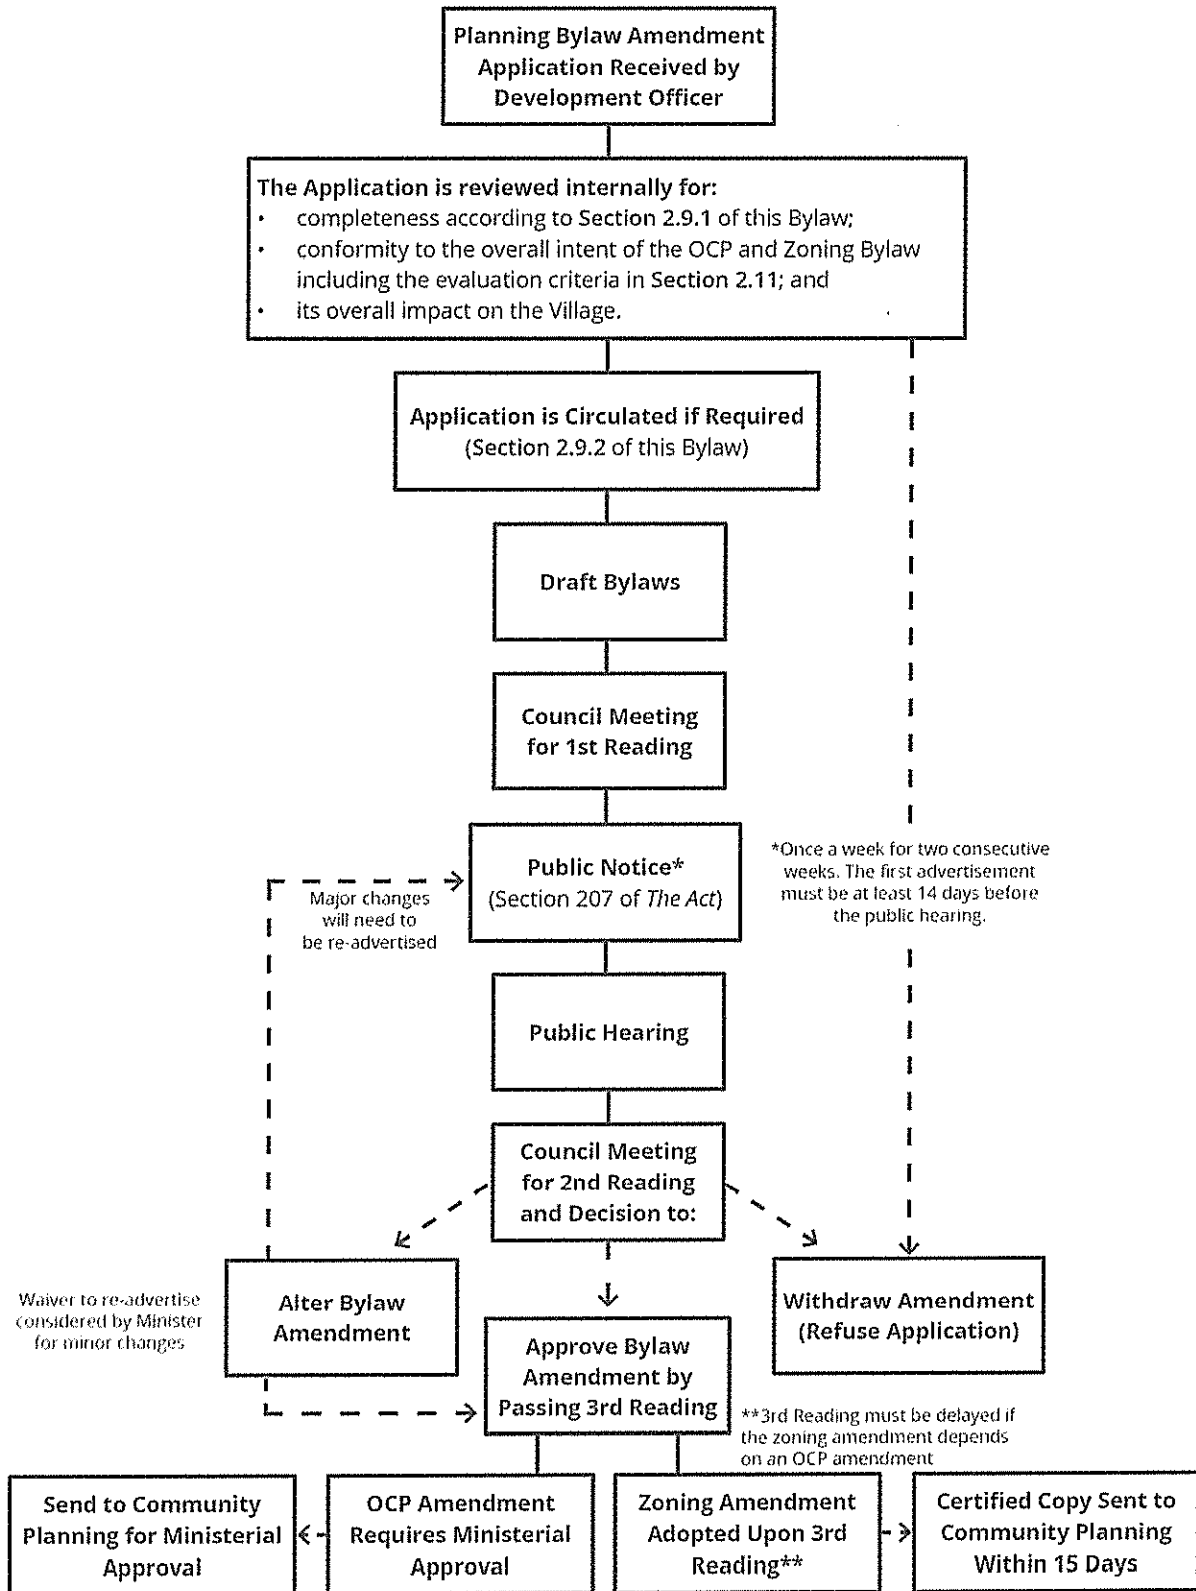 Planning Bylaw Amendment
Application Received by
Development Officer
The Application is reviewed internally for:
• completeness according to Section 2.9.1 of this Bylaw;
• conformity to the overall intent of the OCP and Zoning Bylaw
including the evaluation criteria in Section 2.11; and
• its overall impact on the Village.
Application is Circulated if Required
(Section 2.9.2 of this Bylaw)
Draft Bylaws
Council Meeting
for 1st Reading
Public Notice*
(Section 207 of The Act)
*Once a week for two consecutive
weeks. The first advertisement
must be at least 14 days before
the public hearing.
Major changes
will need to
be re-advertised
Public Hearing
Council Meeting
for 2nd Reading
and Decision to:
Waiver to re-advertise
considered by Minister
for minor changes
Alter Bylaw
Amendment
Approve Bylaw
Amendment by
Passing 3rd Reading
Withdraw Amendment
(Refuse Application)
**3rd Reading must be delayed if
the zoning amendment depends
on an OCP amendment
Send to Community
Planning for Ministerial
Approval
OCP Amendment
Requires Ministerial
Approval
Zoning Amendment
Adopted Upon 3rd
Reading**
Certified Copy Sent to
Community Planning
Within 15 Days